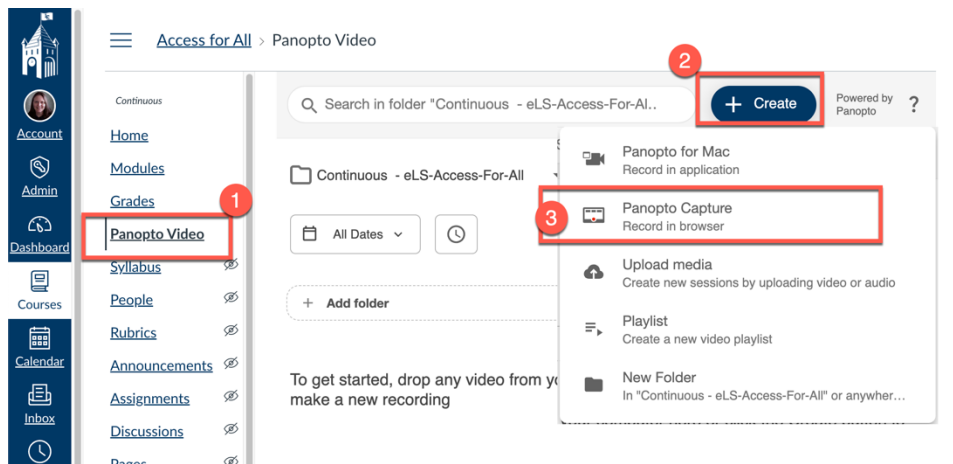 Access for All > Panopto Video
Account
Admin
Dashboard
Courses
Calendar
Inbox
Continuous
Home
Modules
Grades
1
Panopto Video
Syllabus
People
Rubrics
Announcements
Assignments
Discussions
Pages
2
Search in folder "Continuous - eLS-Access-For-Al..
+ Create
Powered by
Panopto
?
Continuous - eLS-Access-For-All
All Dates
+ Add folder
To get started, drop any video from yo
make a new recording
Panopto for Mac
Record in application
3
Panopto Capture
Record in browser
Upload media
Create new sessions by uploading video or audio
Playlist
Create a new video playlist
New Folder
In "Continuous - eLS-Access-For-All" or anywher...